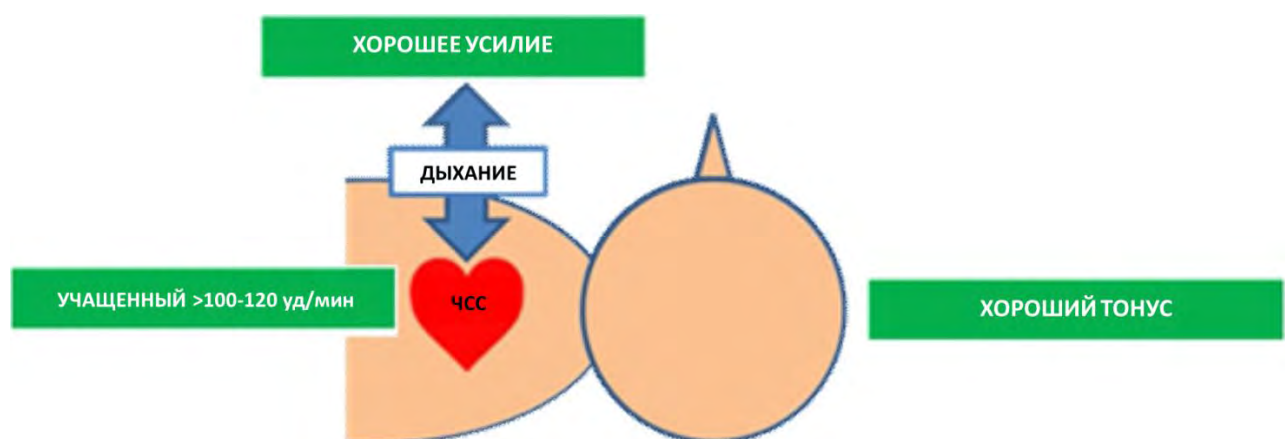 ХОРОШЕЕ УСИЛИЕ
ДЫХАНИЕ
УЧАЩЕННЫЙ >100-120 уд/мин
ЧСС
ХОРОШИЙ ТОНУС